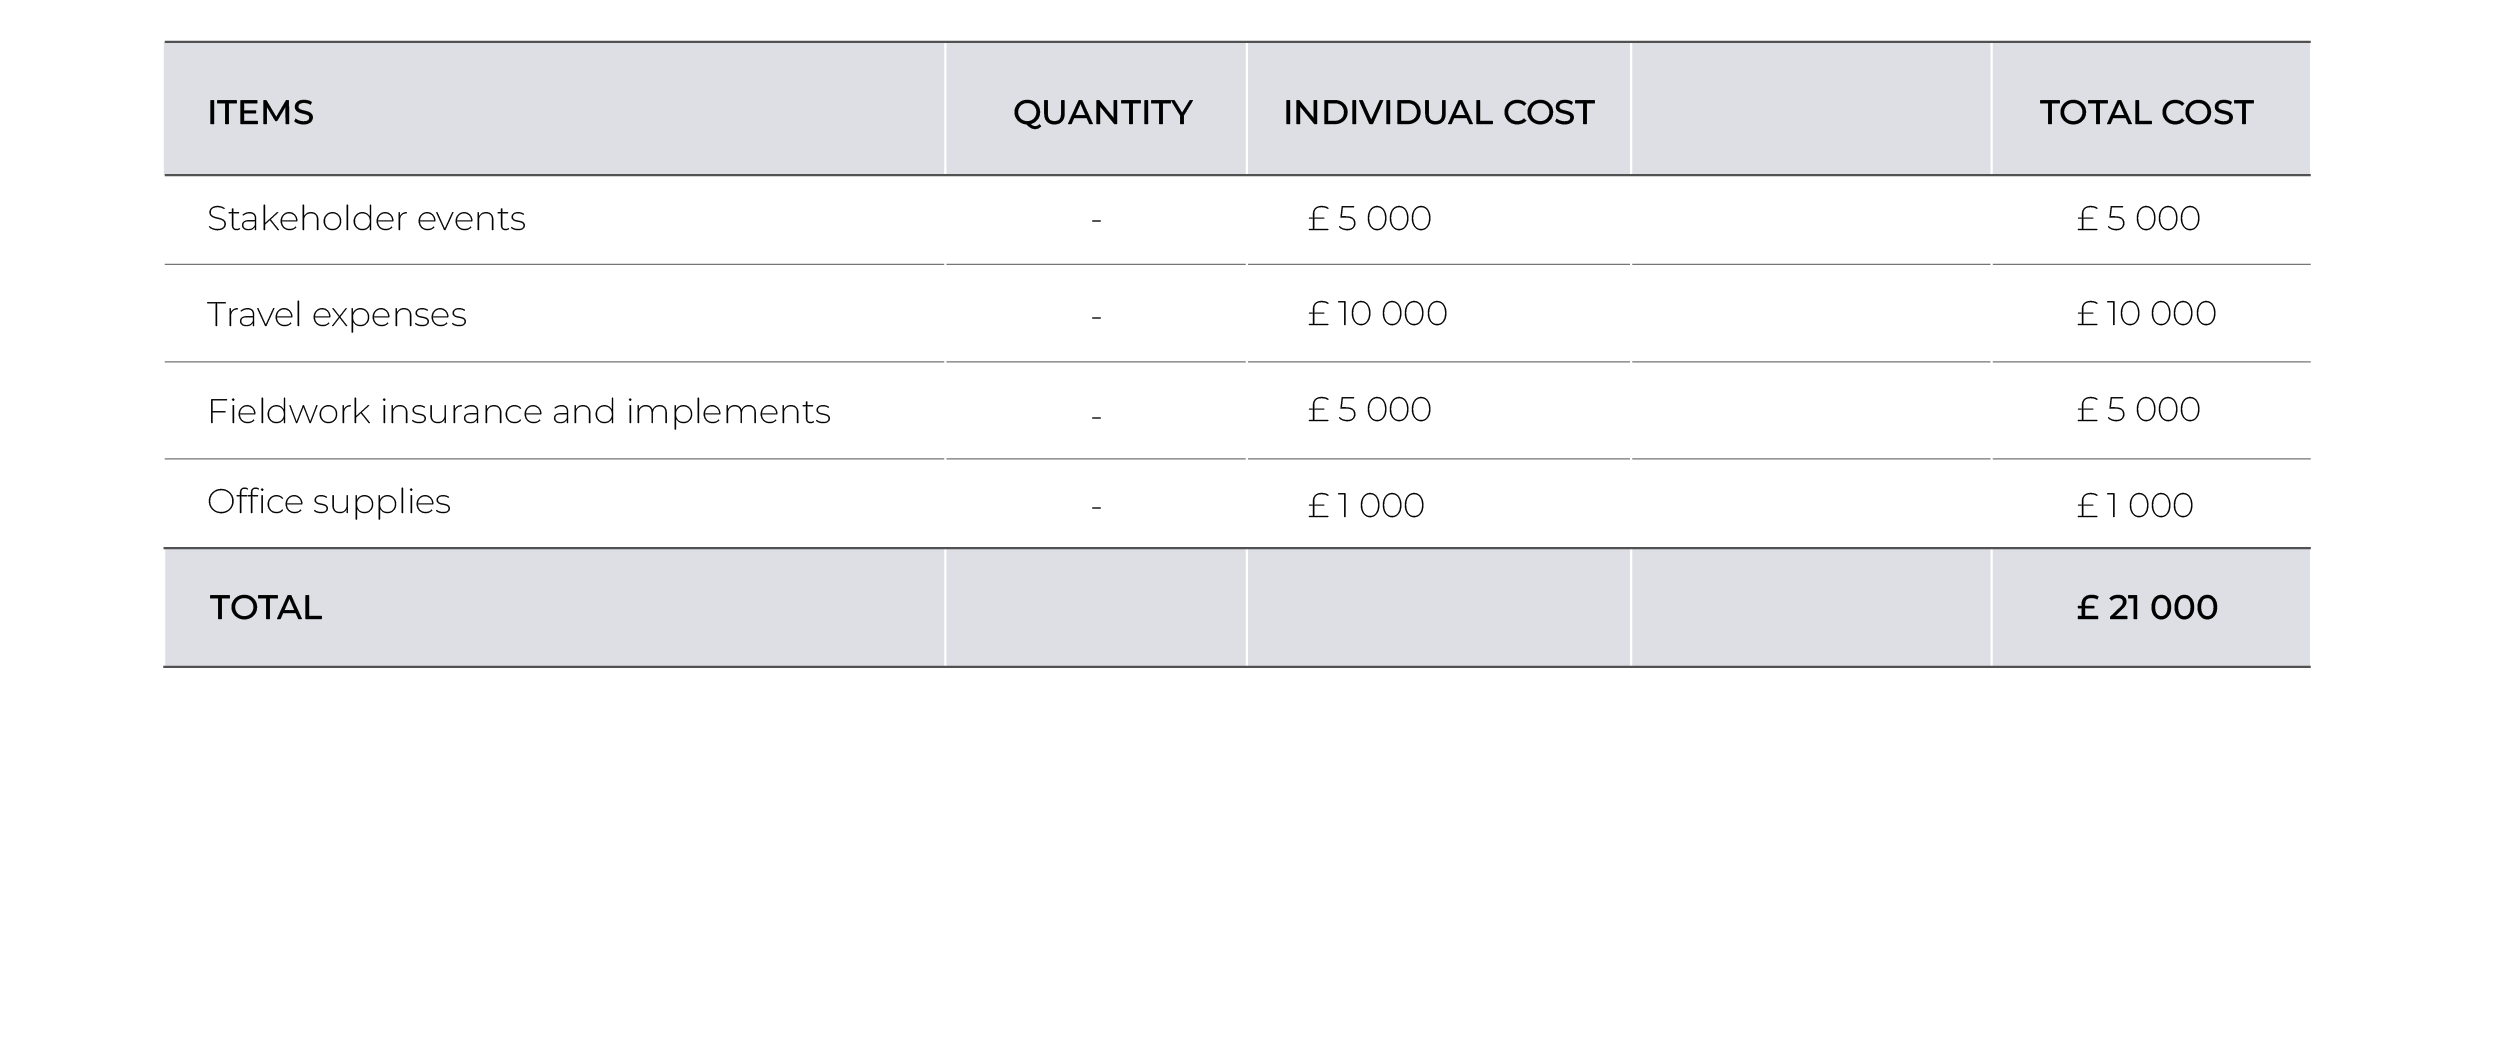 ITEMS QUANTITY INDIVIDUAL COST TOTAL COST
Stakeholder events - £ 5 000 £ 5 000
Travel expenses - £ 10 000 £ 10 000
Fieldwork insurance and implements - £ 5 000 £ 5 000
Office supplies - £ 1 000 £ 1 000
TOTAL £ 21 000